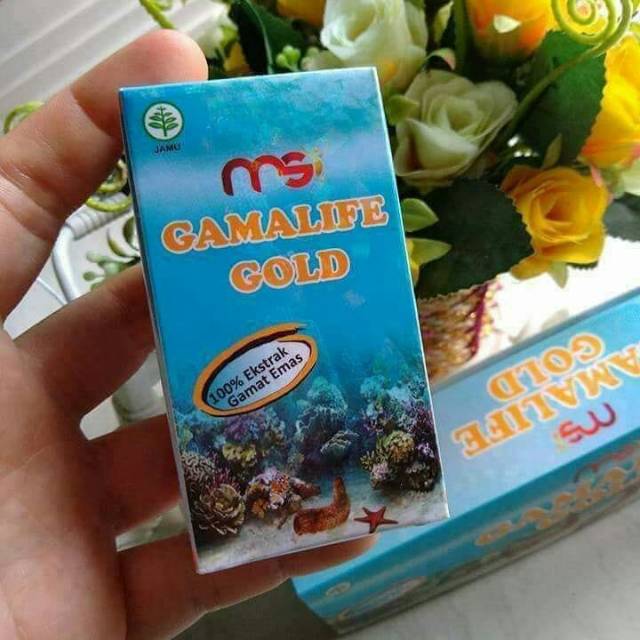 JAMU
msi
GAMALIFE
GOLD
100% Ekstrak
Gamat Emas
GAMALIFE
GOLD
msi